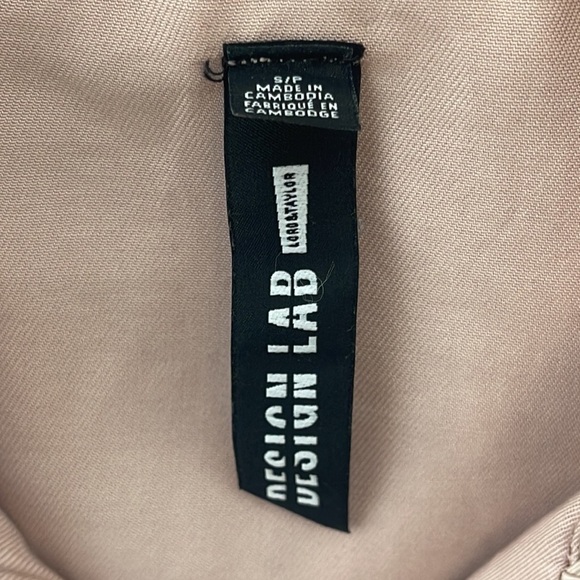 S/P
MADE IN
CAMBODIA
FABRIQUÉ EN
CAMBODGE
LORD & TAYLOR
DESIGN LAB
DESIGN LAB